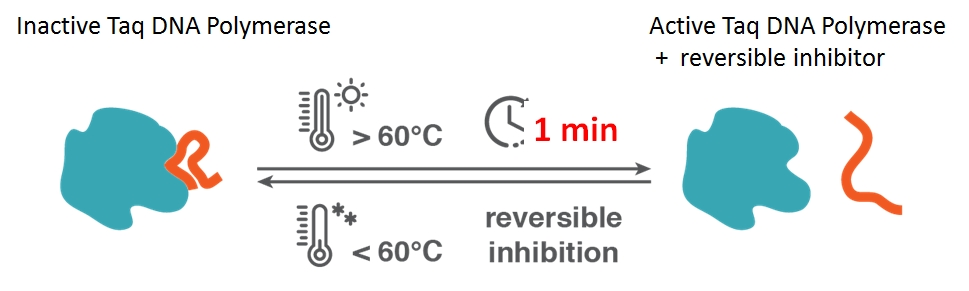 Inactive Taq DNA Polymerase
Active Taq DNA Polymerase
+ reversible inhibitor
> 60°C
1 min
< 60°C
reversible
inhibition